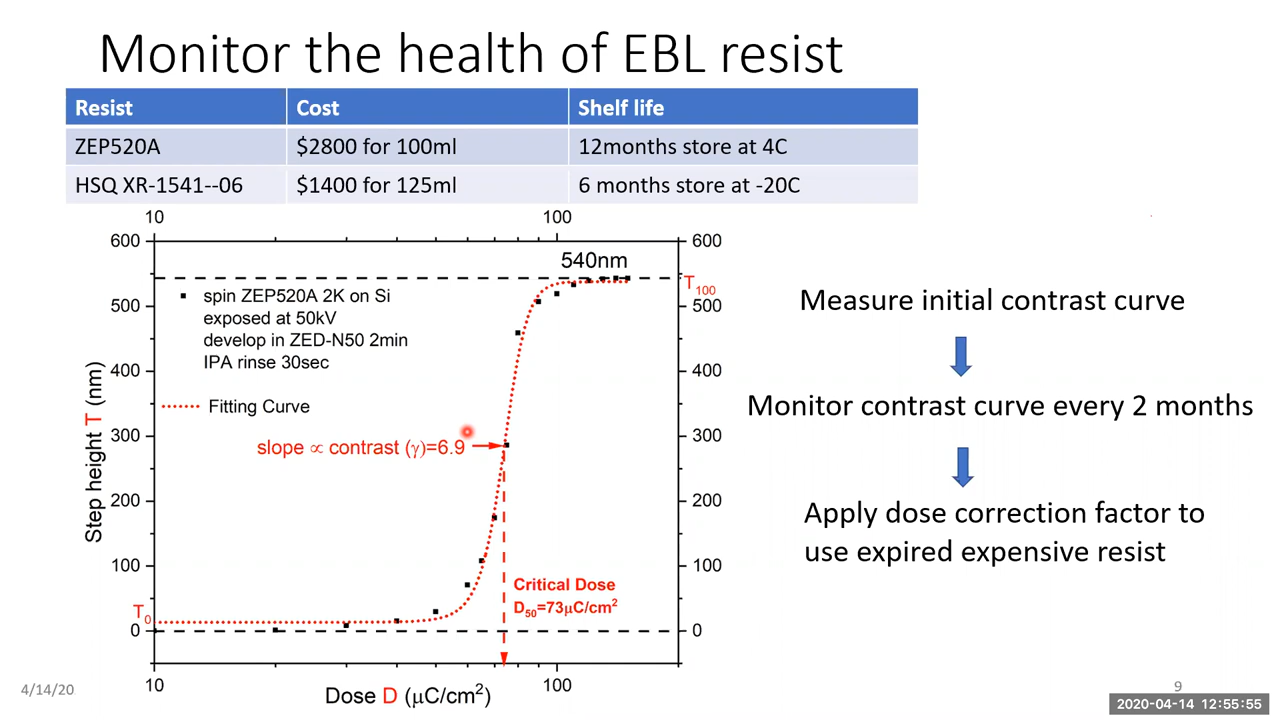 Monitor the health of EBL resist
Resist Cost Shelf life
ZEP520A $2800 for 100ml 12months store at 4C
HSQ XR-1541--06 $1400 for 125ml 6 months store at -20C
10 100
600 600
540nm
T100
spin ZEP520A 2K on Si
exposed at 50kV
develop in ZED-N50 2min
IPA rinse 30sec
500 500
400 400
Fitting Curve
300 300
slope ∝ contrast (γ)=6.9
200 200
100 100
Critical Dose
D50=73μC/cm²
T0
0 0
10 100
Step height T (nm)
Dose D (μC/cm²)
Measure initial contrast curve
Monitor contrast curve every 2 months
Apply dose correction factor to
use expired expensive resist
4/14/20
9
2020-04-14 12:55:55